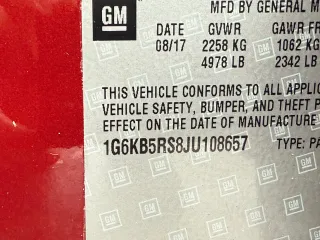 GM
MFD BY GENERAL M
DATE GVWR GAWR FR
08/17 2258 KG 1062 KG
4978 LB 2342 LB
THIS VEHICLE CONFORMS TO ALL APPLIC
VEHICLE SAFETY, BUMPER, AND THEFT P
EFFECT ON THE DATE OF MANUFACTURE
1G6KB5RS8JU108657 TYPE: PA